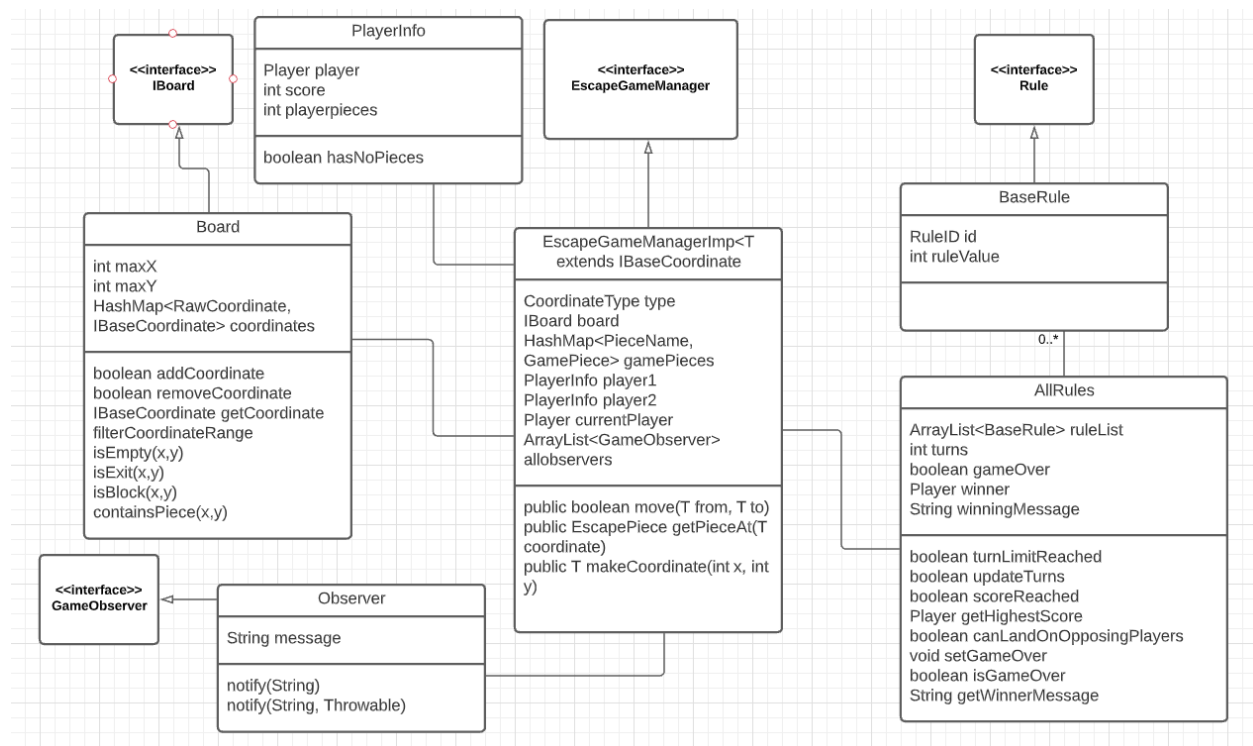 <<interface>>
IBoard
PlayerInfo
Player player
int score
int playerpieces
boolean hasNoPieces
<<interface>>
EscapeGameManager
<<interface>>
Rule
Board
int maxX
int maxY
HashMap<RawCoordinate,
IBaseCoordinate> coordinates
boolean addCoordinate
boolean removeCoordinate
IBaseCoordinate getCoordinate
filterCoordinateRange
isEmpty(x,y)
isExit(x,y)
isBlock(x,y)
containsPiece(x,y)
EscapeGameManagerImp<T
extends IBaseCoordinate
CoordinateType type
IBoard board
HashMap<PieceName,
GamePiece> gamePieces
PlayerInfo player1
PlayerInfo player2
Player currentPlayer
ArrayList<GameObserver>
allobservers
public boolean move(T from, T to)
public EscapePiece getPieceAt(T
coordinate)
public T makeCoordinate(int x, int
y)
BaseRule
RuleID id
int ruleValue
0..*
AllRules
ArrayList<BaseRule> ruleList
int turns
boolean gameOver
Player winner
String winningMessage
boolean turnLimitReached
boolean updateTurns
boolean scoreReached
Player getHighestScore
boolean canLandOnOpposingPlayers
void setGameOver
boolean isGameOver
String getWinnerMessage
<<interface>>
GameObserver
Observer
String message
notify(String)
notify(String, Throwable)